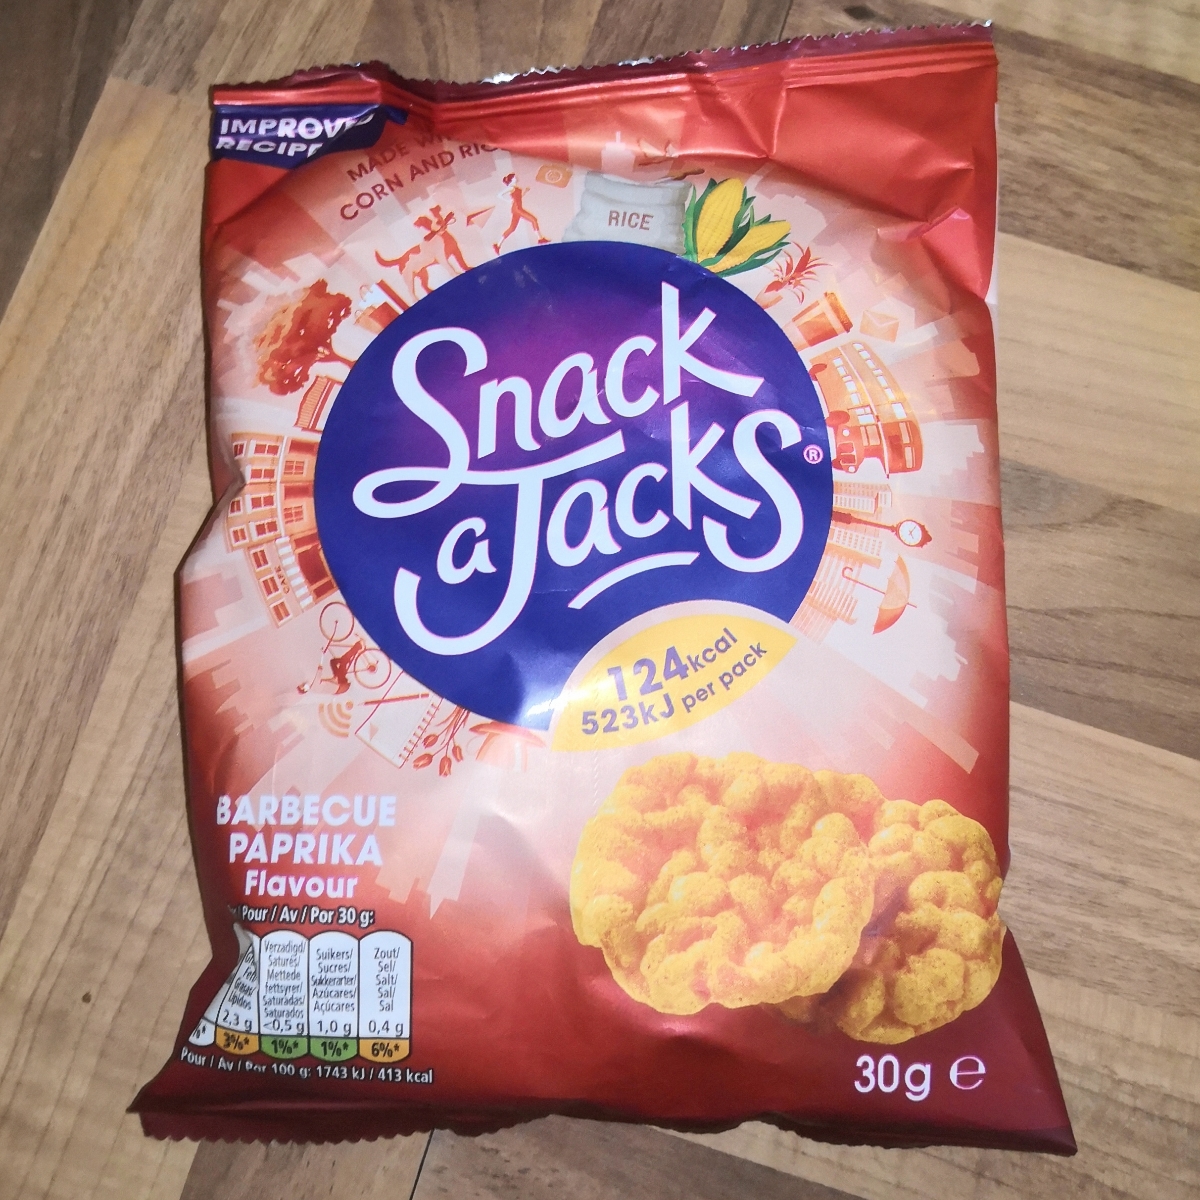 IMPROVED
RECIPE
MADE WITH
CORN AND RICE
RICE
Snack
a Jacks®
124kcal
523kJ per pack
CAFE
BARBECUE
PAPRIKA
Flavour
Pour / Av / Por 30 g:
Verzadigd/
Saturés/
Mettede
fettsyrer/
Saturadas/
Saturados
<0,5 g
1%*
Suikers/
Sucres/
Sukkerarter/
Azúcares/
Açúcares
1,0 g
1%*
Zout/
Sel/
Salt/
Sal/
Sal
0,4 g
6%*
Grasas/
Lípidos
2,3 g
3%*
Pour / Av / Por 100 g: 1743 kJ / 413 kcal
30g ℮